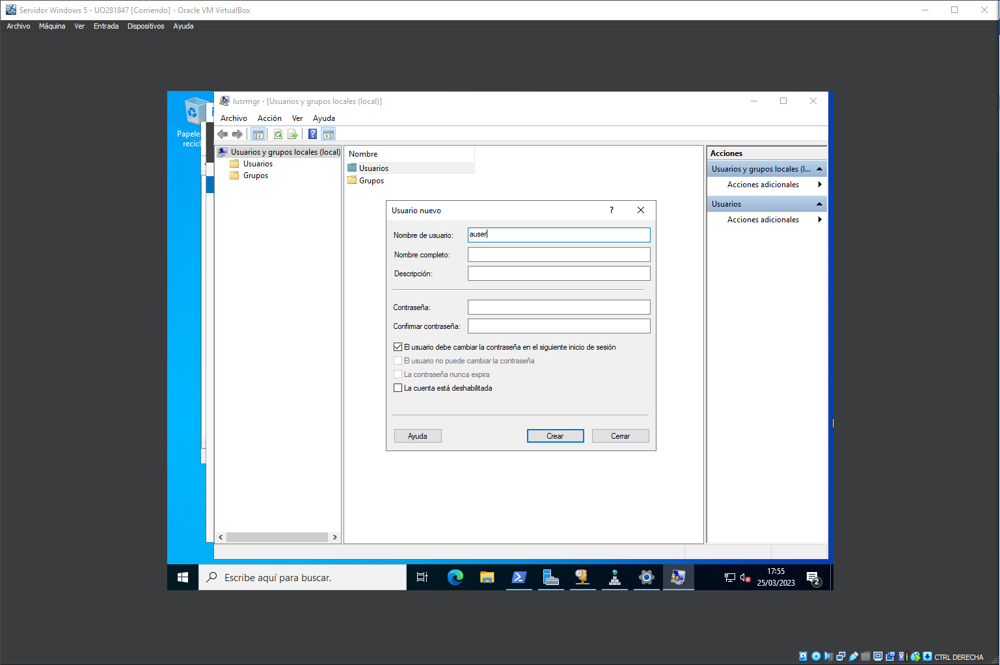 Servidor Windows 5 - UO281847 [Corriendo] - Oracle VM VirtualBox
Archivo Máquina Ver Entrada Dispositivos Ayuda
lusrmgr - [Usuarios y grupos locales (local)]
Archivo Acción Ver Ayuda
Usuarios y grupos locales (local)
Usuarios
Grupos
Nombre
Usuarios
Grupos
Acciones
Usuarios y grupos locales (l...
Acciones adicionales
Usuarios
Acciones adicionales
Usuario nuevo
Nombre de usuario: auser
Nombre completo:
Descripción:
Contraseña:
Confirmar contraseña:
El usuario debe cambiar la contraseña en el siguiente inicio de sesión
El usuario no puede cambiar la contraseña
La contraseña nunca expira
La cuenta está deshabilitada
Ayuda Crear Cerrar
Escribe aquí para buscar.
17:55
25/03/2023
2
CTRL DERECHA